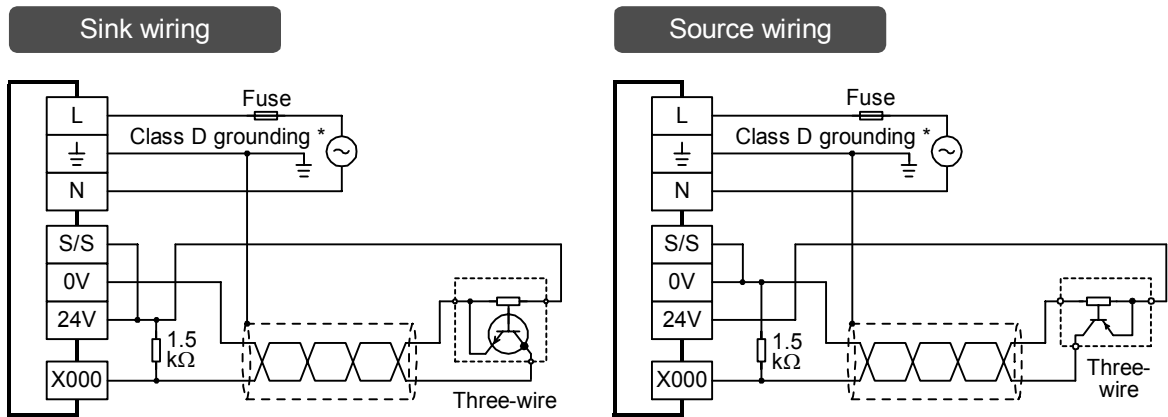 Sink wiring
L
Fuse
Class D grounding *
N
S/S
0V
24V
1.5
kΩ
X000
Three-wire
Source wiring
L
Fuse
Class D grounding *
N
S/S
0V
24V
1.5
kΩ
X000
Three-
wire